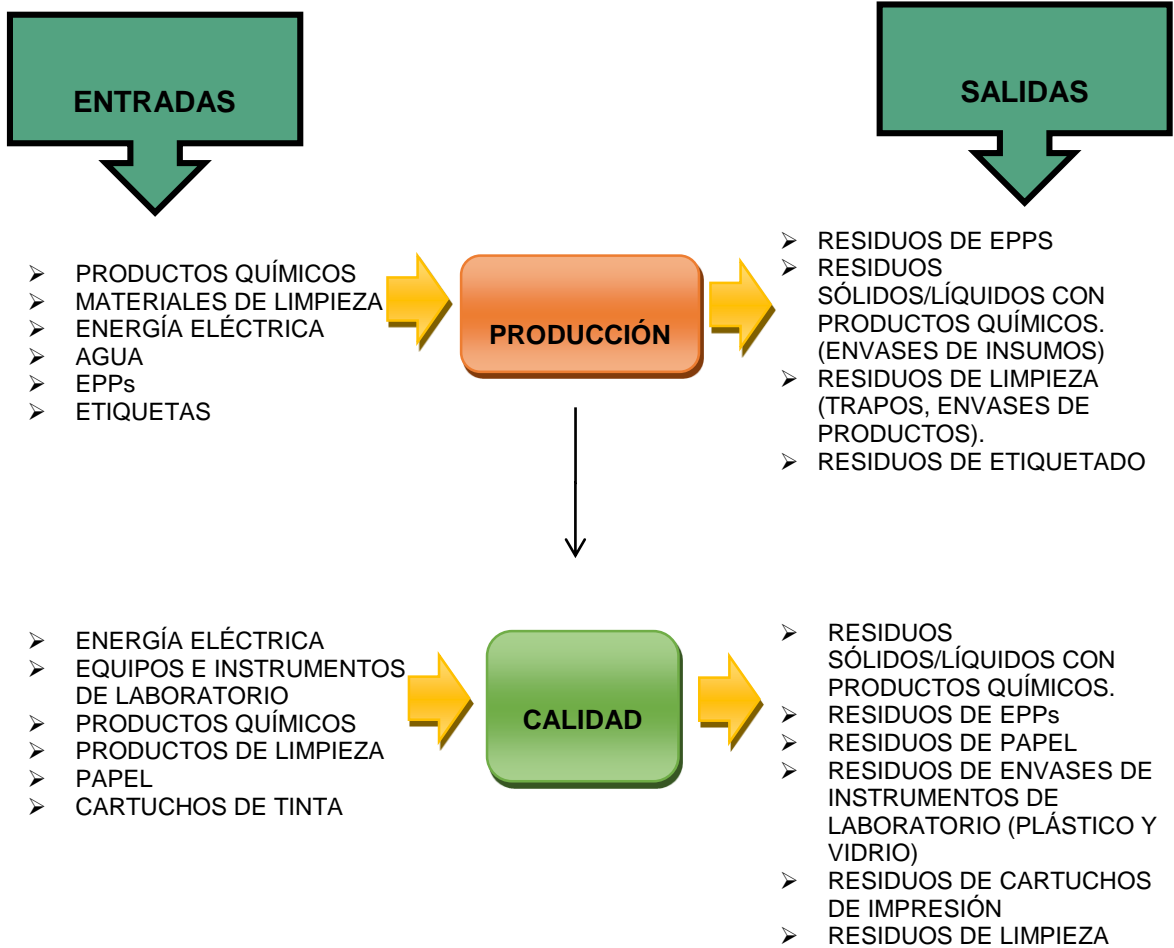 ENTRADAS
SALIDAS
➢ PRODUCTOS QUÍMICOS
➢ MATERIALES DE LIMPIEZA
➢ ENERGÍA ELÉCTRICA
➢ AGUA
➢ EPPs
➢ ETIQUETAS
PRODUCCIÓN
➢ RESIDUOS DE EPPS
➢ RESIDUOS
SÓLIDOS/LÍQUIDOS CON
PRODUCTOS QUÍMICOS.
(ENVASES DE INSUMOS)
➢ RESIDUOS DE LIMPIEZA
(TRAPOS, ENVASES DE
PRODUCTOS).
➢ RESIDUOS DE ETIQUETADO
➢ ENERGÍA ELÉCTRICA
➢ EQUIPOS E INSTRUMENTOS
DE LABORATORIO
➢ PRODUCTOS QUÍMICOS
➢ PRODUCTOS DE LIMPIEZA
➢ PAPEL
➢ CARTUCHOS DE TINTA
CALIDAD
➢ RESIDUOS
SÓLIDOS/LÍQUIDOS CON
PRODUCTOS QUÍMICOS.
➢ RESIDUOS DE EPPs
➢ RESIDUOS DE PAPEL
➢ RESIDUOS DE ENVASES DE
INSTRUMENTOS DE
LABORATORIO (PLÁSTICO Y
VIDRIO)
➢ RESIDUOS DE CARTUCHOS
DE IMPRESIÓN
➢ RESIDUOS DE LIMPIEZA